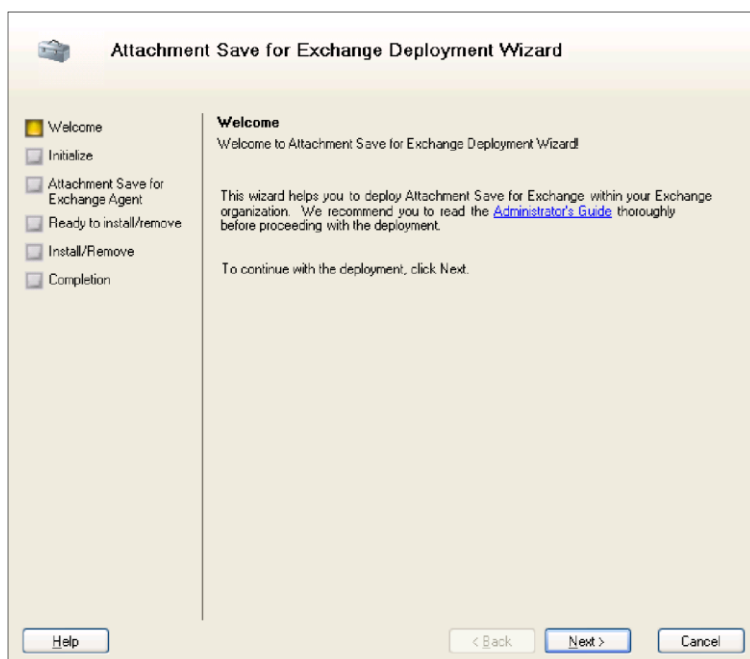 Attachment Save for Exchange Deployment Wizard
Welcome
Initialize
Attachment Save for
Exchange Agent
Ready to install/remove
Install/Remove
Completion
Welcome
Welcome to Attachment Save for Exchange Deployment Wizard!
This wizard helps you to deploy Attachment Save for Exchange within your Exchange
organization. We recommend you to read the Administrator's Guide thoroughly
before proceeding with the deployment.
To continue with the deployment, click Next.
Help
< Back
Next >
Cancel